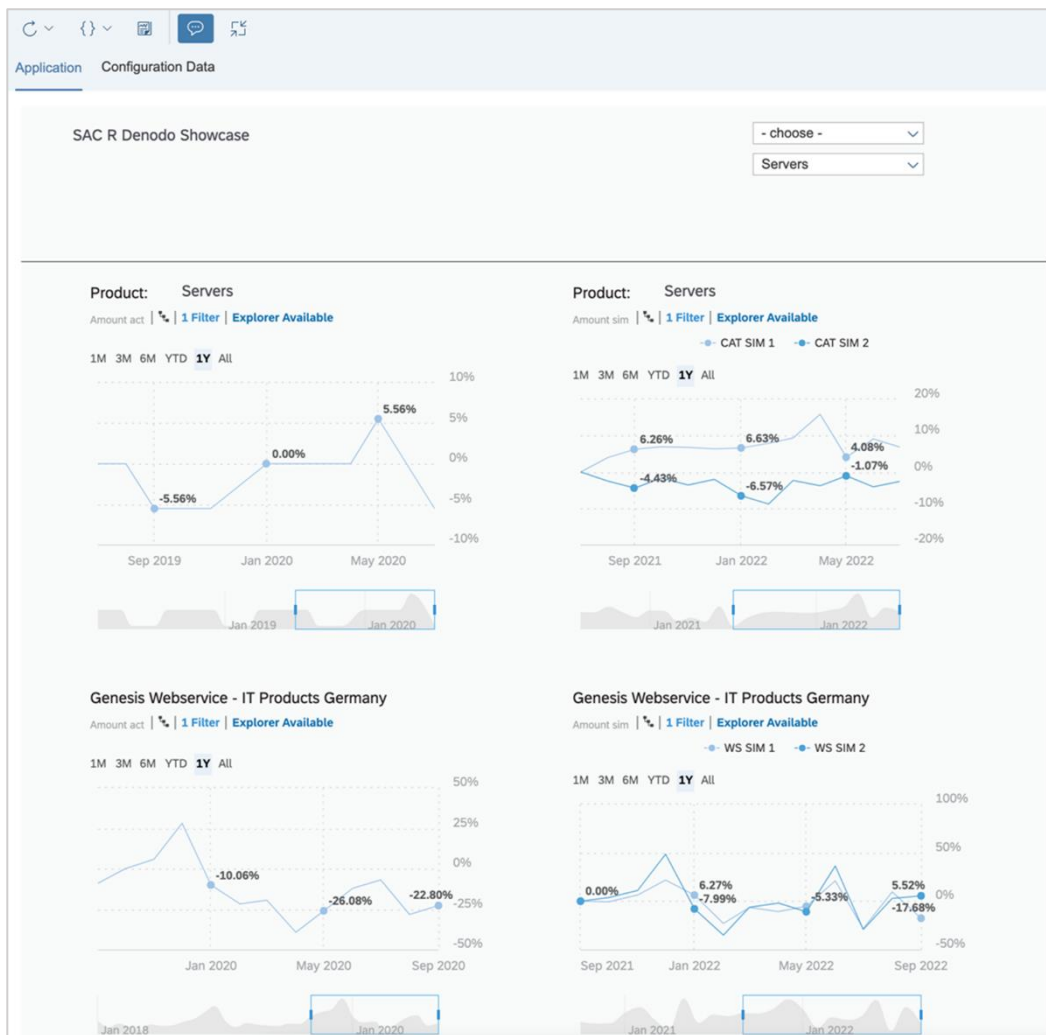 Application Configuration Data
SAC R Denodo Showcase
- choose -
Servers
Product: Servers
Amount act | 1 Filter | Explorer Available
1M 3M 6M YTD 1Y All
10%
5%
0%
-5%
-10%
5.56%
0.00%
-5.56%
Sep 2019 Jan 2020 May 2020
Jan 2019 Jan 2020
Product: Servers
Amount sim | 1 Filter | Explorer Available
CAT SIM 1 CAT SIM 2
1M 3M 6M YTD 1Y All
20%
10%
0%
-10%
-20%
6.26% 6.63% 4.08%
-4.43% -6.57% -1.07%
Sep 2021 Jan 2022 May 2022
Jan 2021 Jan 2022
Genesis Webservice - IT Products Germany
Amount act | 1 Filter | Explorer Available
1M 3M 6M YTD 1Y All
50%
25%
0%
-25%
-50%
-10.06%
-26.08%
-22.80%
Jan 2020 May 2020 Sep 2020
Jan 2018 Jan 2020
Genesis Webservice - IT Products Germany
Amount sim | 1 Filter | Explorer Available
WS SIM 1 WS SIM 2
1M 3M 6M YTD 1Y All
100%
50%
0%
-50%
0.00% 6.27% 5.52%
-7.99% -5.33% -17.68%
Sep 2021 Jan 2022 May 2022 Sep 2022
Jan 2021 Jan 2022